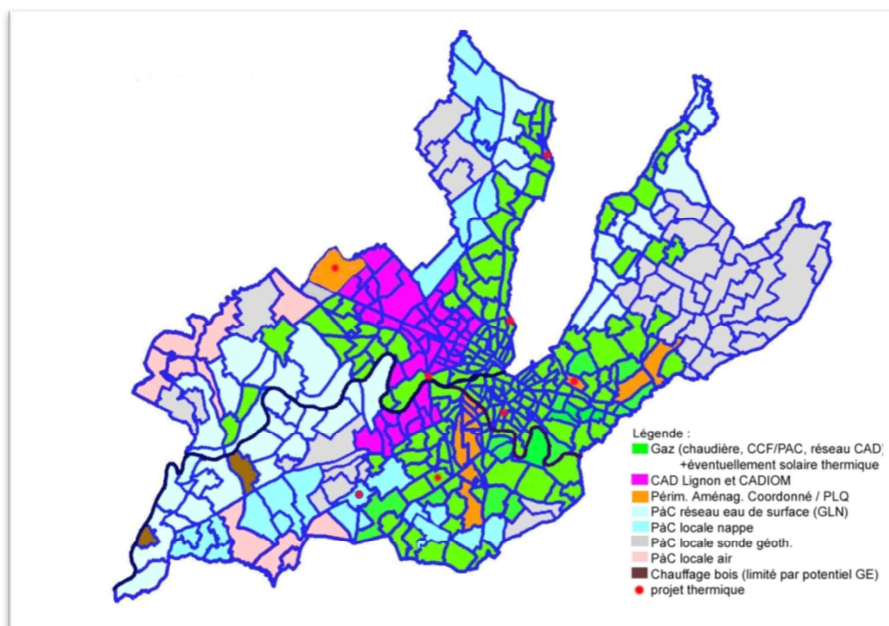 Légende :
Gaz (chaudière, CCF/PAC, réseau CAD)
+éventuellement solaire thermique
CAD Lignon et CADIOM
Périm. Aménag. Coordonné / PLQ
PàC réseau eau de surface (GLN)
PàC locale nappe
PàC locale sonde géoth.
PàC locale air
Chauffage bois (limité par potentiel GE)
projet thermique